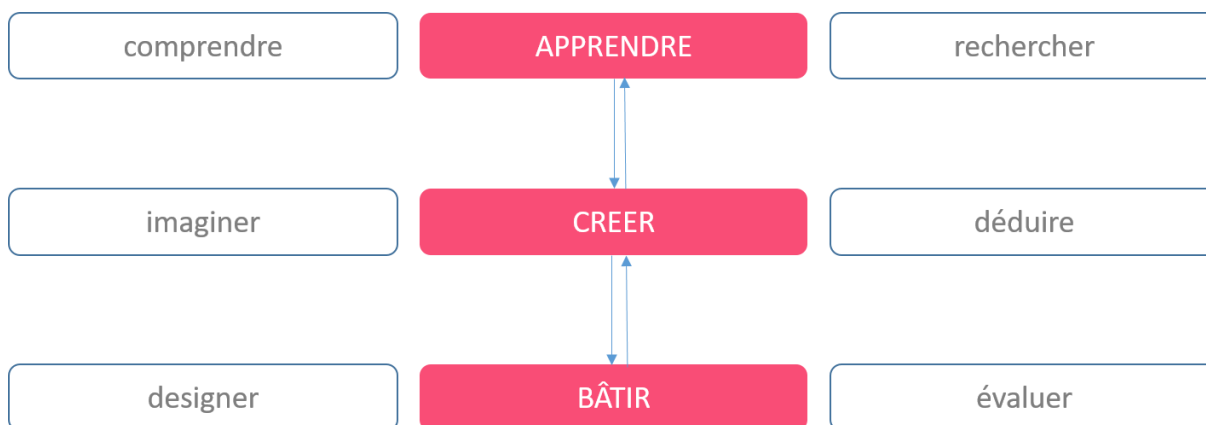 comprendre
APPRENDRE
rechercher
imaginer
CREER
déduire
designer
BÂTIR
évaluer